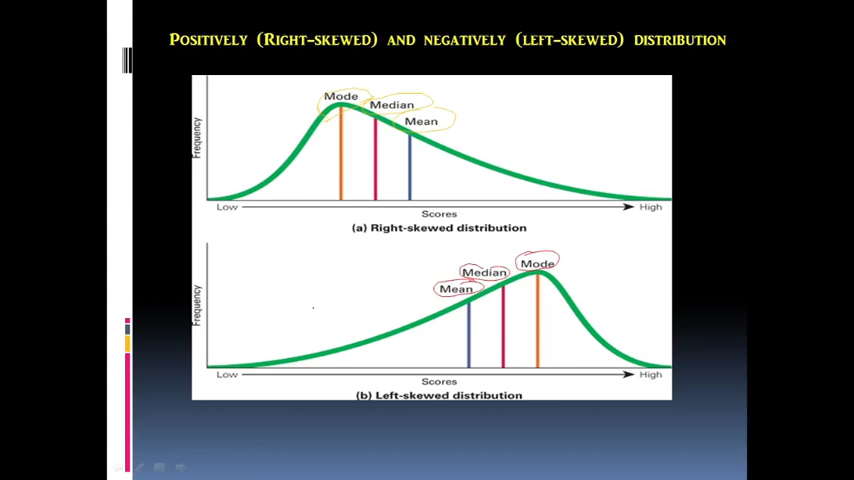 Positively (Right-skewed) and negatively (left-skewed) distribution
Mode
Median
Mean
Frequency
Low
High
Scores
(a) Right-skewed distribution
Mode
Median
Mean
Frequency
Low
High
Scores
(b) Left-skewed distribution